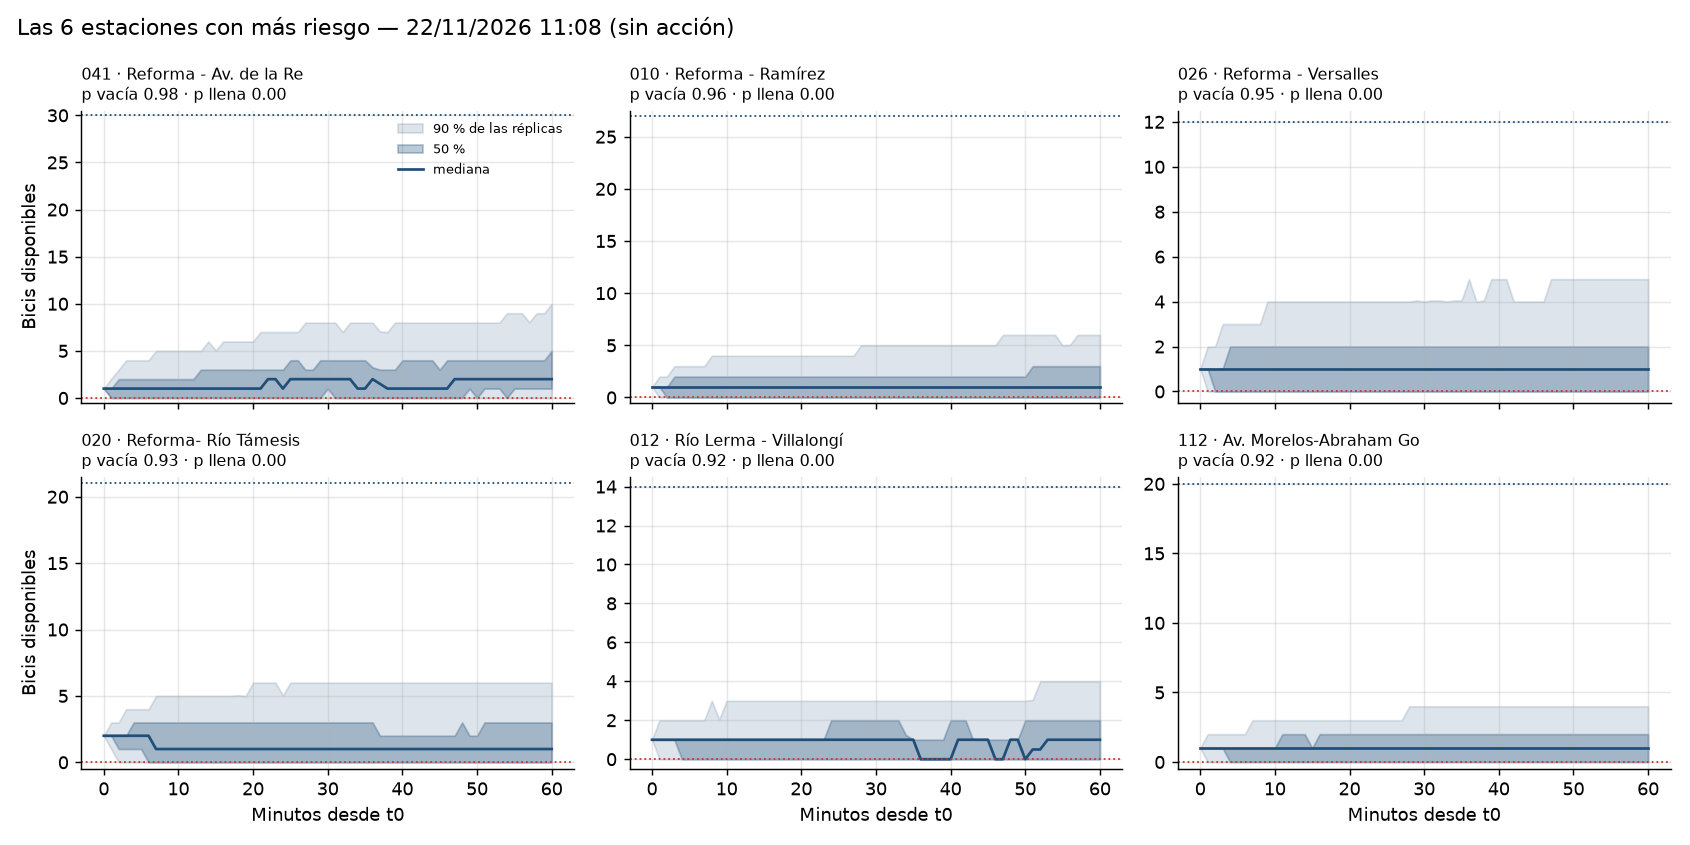 Las 6 estaciones con más riesgo — 22/11/2026 11:08 (sin acción)
041 · Reforma - Av. de la Re
p vacía 0.98 · p llena 0.00
30
25
20
15
10
5
0
Bicis disponibles
90 % de las réplicas
50 %
mediana
010 · Reforma - Ramírez
p vacía 0.96 · p llena 0.00
25
20
15
10
5
0
026 · Reforma - Versalles
p vacía 0.95 · p llena 0.00
12
10
8
6
4
2
0
020 · Reforma- Río Támesis
p vacía 0.93 · p llena 0.00
20
15
10
5
0
Bicis disponibles
0 10 20 30 40 50 60
Minutos desde t0
012 · Río Lerma - Villalongí
p vacía 0.92 · p llena 0.00
14
12
10
8
6
4
2
0
0 10 20 30 40 50 60
Minutos desde t0
112 · Av. Morelos-Abraham Go
p vacía 0.92 · p llena 0.00
20
15
10
5
0
0 10 20 30 40 50 60
Minutos desde t0